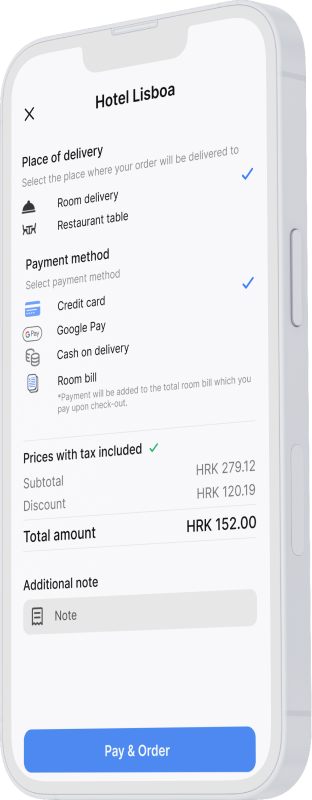 Hotel Lisboa
Place of delivery
Select the place where your order will be delivered to
Room delivery
Restaurant table
Payment method
Select payment method
Credit card
G Pay
Google Pay
Cash on delivery
Room bill
*Payment will be added to the total room bill which you
pay upon check-out.
Prices with tax included
Subtotal HRK 279.12
Discount HRK 120.19
Total amount HRK 152.00
Additional note
Note
Pay & Order